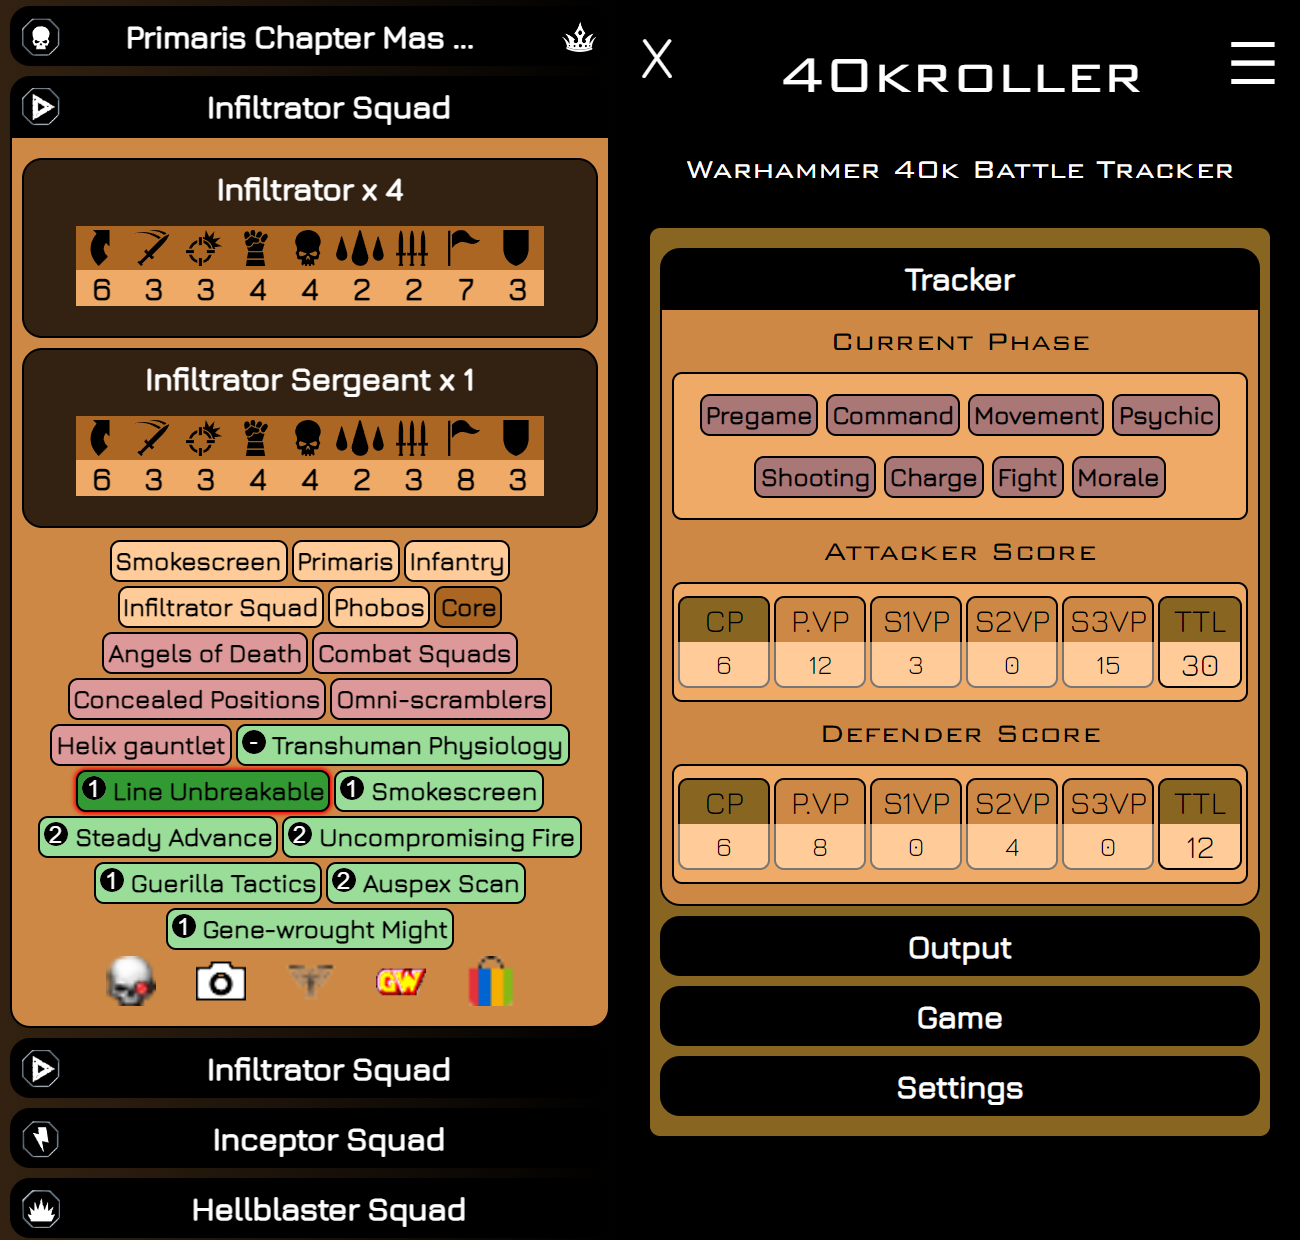 Primaris Chapter Mas ...
Infiltrator Squad
Infiltrator x 4
6 3 3 4 4 2 2 7 3
Infiltrator Sergeant x 1
6 3 3 4 4 2 3 8 3
Smokescreen Primaris Infantry
Infiltrator Squad Phobos Core
Angels of Death Combat Squads
Concealed Positions Omni-scramblers
Helix gauntlet - Transhuman Physiology
1 Line Unbreakable 1 Smokescreen
2 Steady Advance 2 Uncompromising Fire
1 Guerilla Tactics 2 Auspex Scan
1 Gene-wrought Might
GW
Infiltrator Squad
Inceptor Squad
Hellblaster Squad
X
40kroller
Warhammer 40k Battle Tracker
Tracker
Current Phase
Pregame Command Movement Psychic
Shooting Charge Fight Morale
Attacker Score
CP P.VP S1VP S2VP S3VP TTL
6 12 3 0 15 30
Defender Score
CP P.VP S1VP S2VP S3VP TTL
6 8 0 4 0 12
Output
Game
Settings